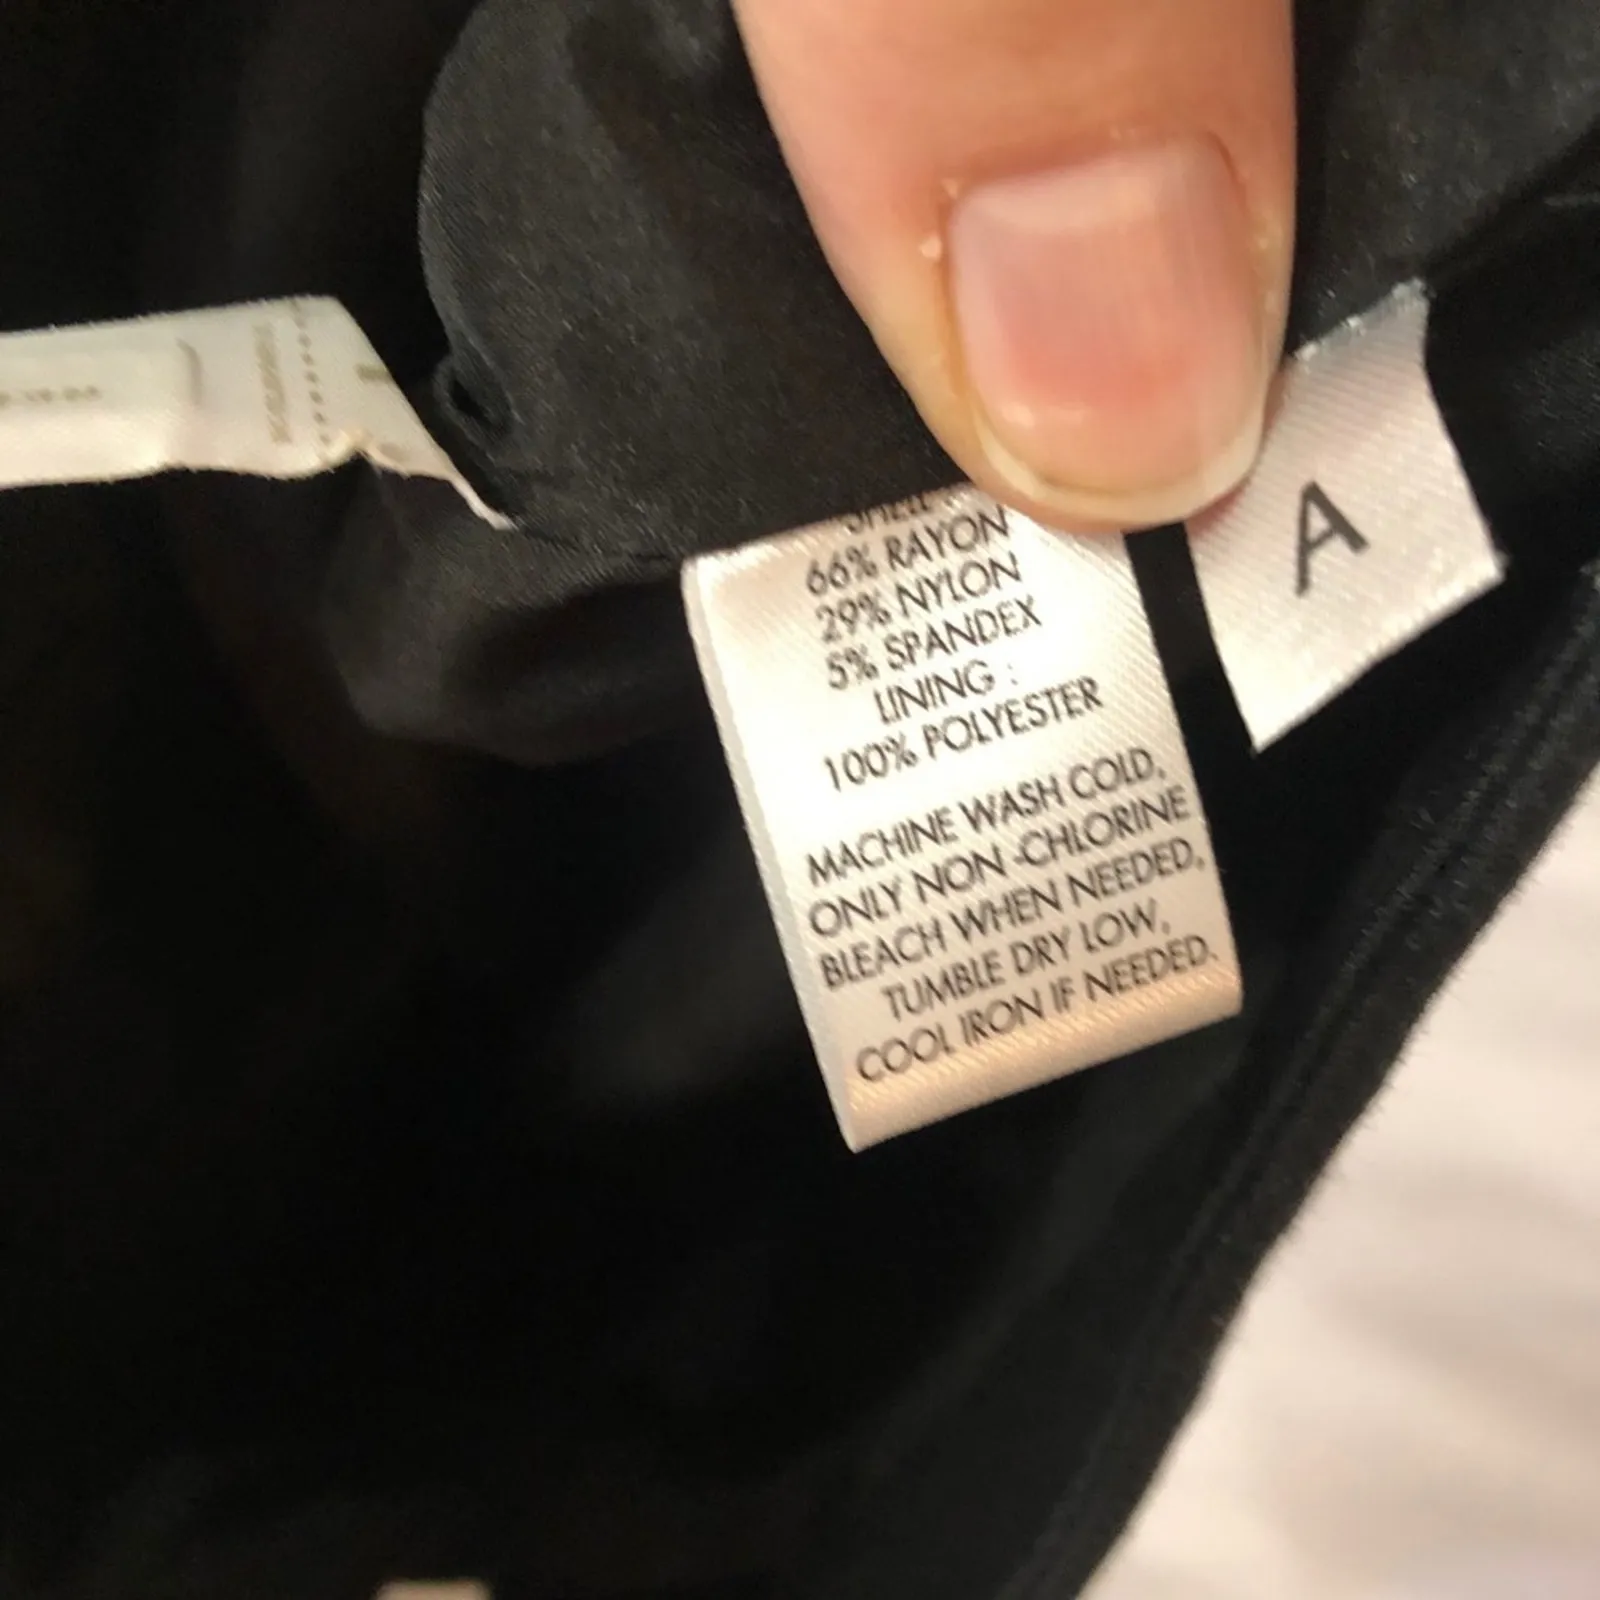 SHELL
66% RAYON
29% NYLON
5% SPANDEX
LINING :
100% POLYESTER
MACHINE WASH COLD.
ONLY NON-CHLORINE
BLEACH WHEN NEEDED.
TUMBLE DRY LOW.
COOL IRON IF NEEDED.
A